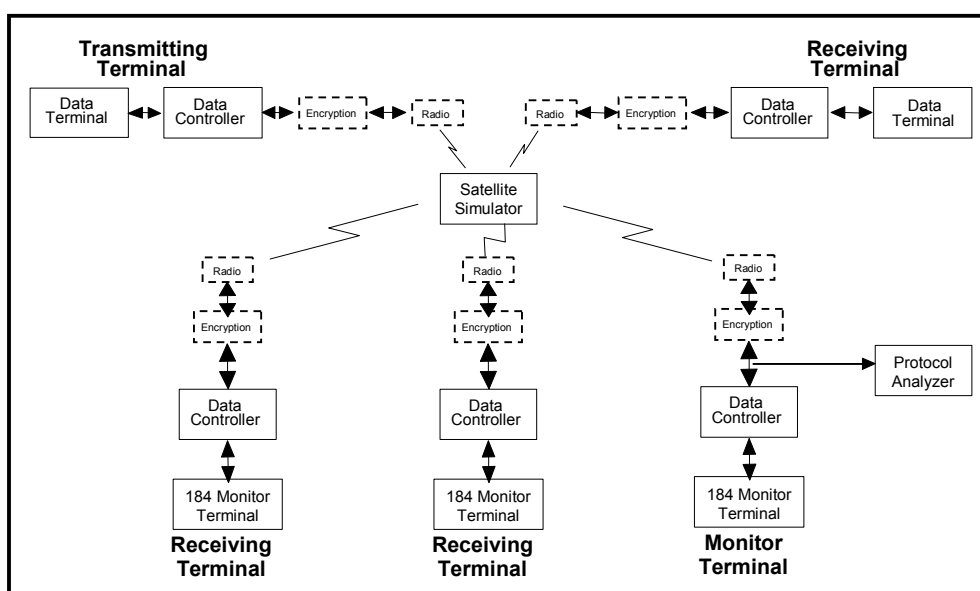 Transmitting
Terminal
Receiving
Terminal
Data
Terminal
Data
Controller
Encryption
Radio
Radio
Encryption
Data
Controller
Data
Terminal
Satellite
Simulator
Radio
Encryption
Data
Controller
184 Monitor
Terminal
Receiving
Terminal
Radio
Encryption
Data
Controller
184 Monitor
Terminal
Receiving
Terminal
Radio
Encryption
Protocol
Analyzer
Data
Controller
184 Monitor
Terminal
Monitor
Terminal